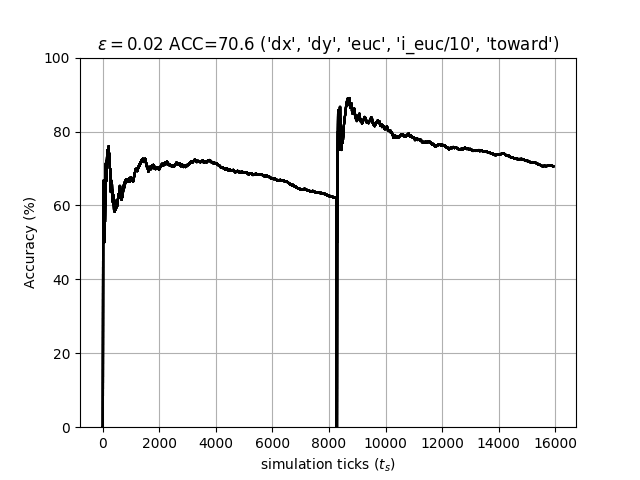 ε = 0.02 ACC=70.6 ('dx', 'dy', 'euc', 'i_euc/10', 'toward')
100
80
60
40
20
0
Accuracy (%)
0 2000 4000 6000 8000 10000 12000 14000 16000
simulation ticks (tₛ)